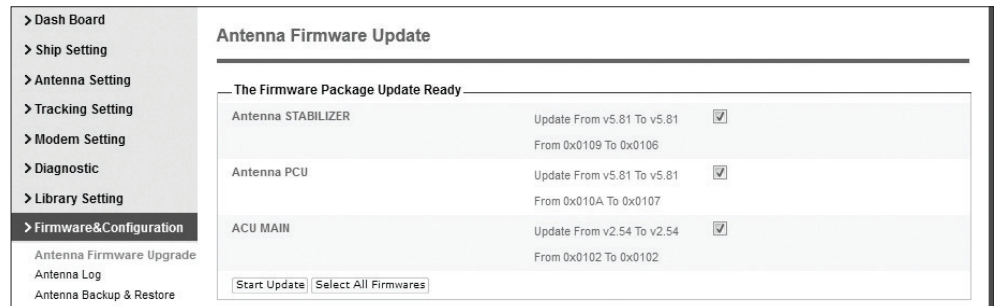 > Dash Board
> Ship Setting
> Antenna Setting
> Tracking Setting
> Modem Setting
> Diagnostic
> Library Setting
> Firmware&Configuration
Antenna Firmware Upgrade
Antenna Log
Antenna Backup & Restore
Antenna Firmware Update
The Firmware Package Update Ready
Antenna STABILIZER
Update From v5.81 To v5.81
From 0x0109 To 0x0106
Antenna PCU
Update From v5.81 To v5.81
From 0x010A To 0x0107
ACU MAIN
Update From v2.54 To v2.54
From 0x0102 To 0x0102
Start Update Select All Firmwares